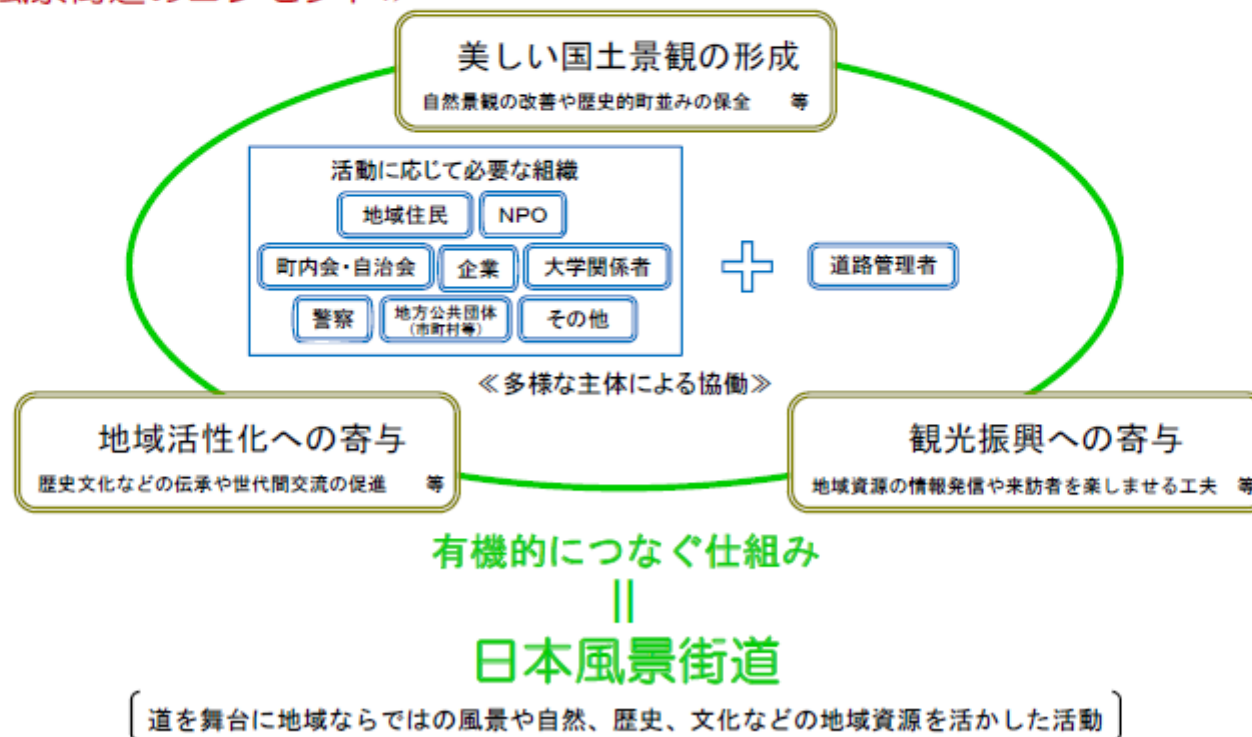 美しい国土景観の形成
自然景観の改善や歴史的町並みの保全 等
活動に応じて必要な組織
地域住民 NPO
町内会・自治会 企業 大学関係者
警察 地方公共団体(市町村等) その他
道路管理者
≪多様な主体による協働≫
地域活性化への寄与
歴史文化などの伝承や世代間交流の促進 等
観光振興への寄与
地域資源の情報発信や来訪者を楽しませる工夫 等
有機的につなぐ仕組み
||
日本風景街道
道を舞台に地域ならではの風景や自然、歴史、文化などの地域資源を活かした活動